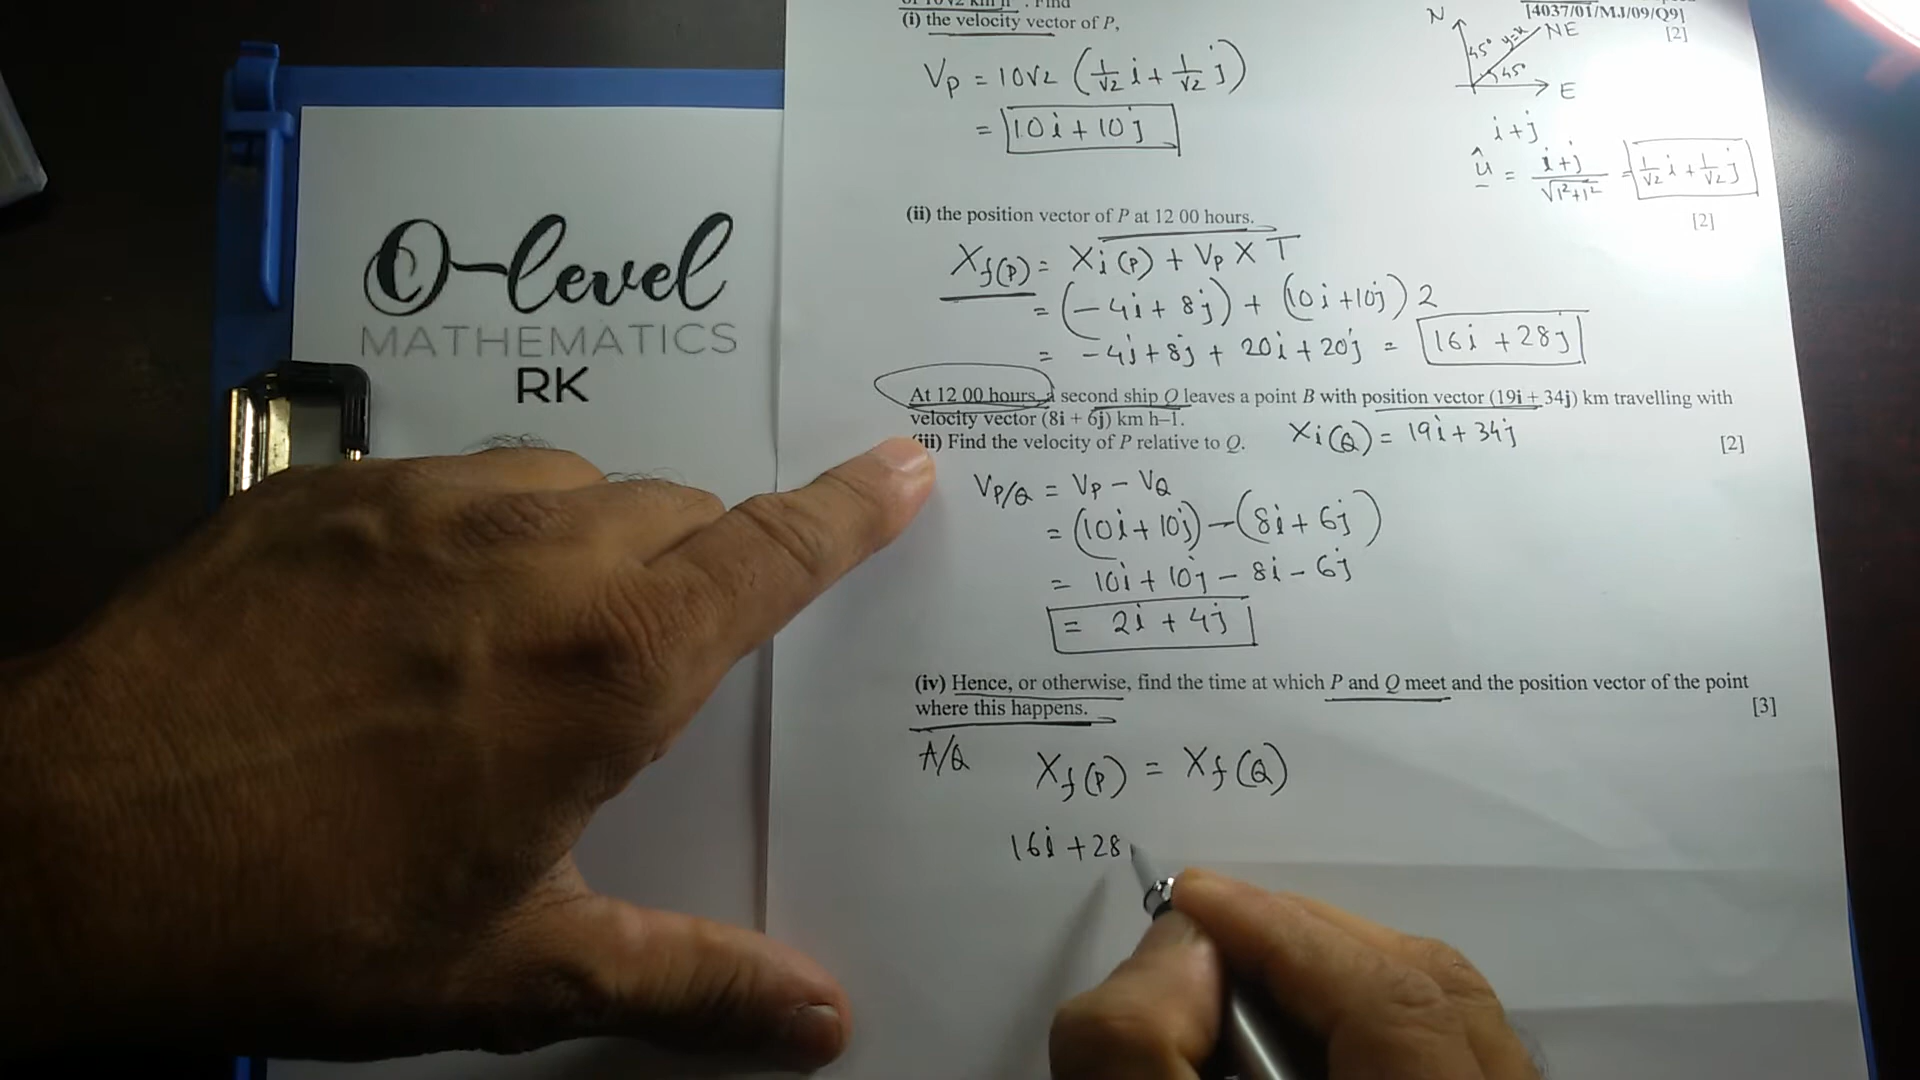 [4037/01/MJ/09/Q9]
(i) the velocity vector of P,
[2]
Vp = 10√2 (1/√2 i + 1/√2 j)
= 10i + 10j
N
NE
45°
y=x
45°
E
i+j
û = i+j / √1²+1² = 1/√2 i + 1/√2 j
(ii) the position vector of P at 12 00 hours.
[2]
Xf(P) = Xi(P) + Vp X T
= (-4i + 8j) + (10i + 10j) 2
= -4i + 8j + 20i + 20j = 16i + 28j
At 12 00 hours, a second ship Q leaves a point B with position vector (19i + 34j) km travelling with
velocity vector (8i + 6j) km h–1.
(iii) Find the velocity of P relative to Q.
Xi(Q) = 19i + 34j
[2]
VP/Q = VP - VQ
= (10i + 10j) - (8i + 6j)
= 10i + 10j - 8i - 6j
= 2i + 4j
(iv) Hence, or otherwise, find the time at which P and Q meet and the position vector of the point
where this happens.
[3]
A/Q Xf(P) = Xf(Q)
16i + 28
O-level
MATHEMATICS
RK